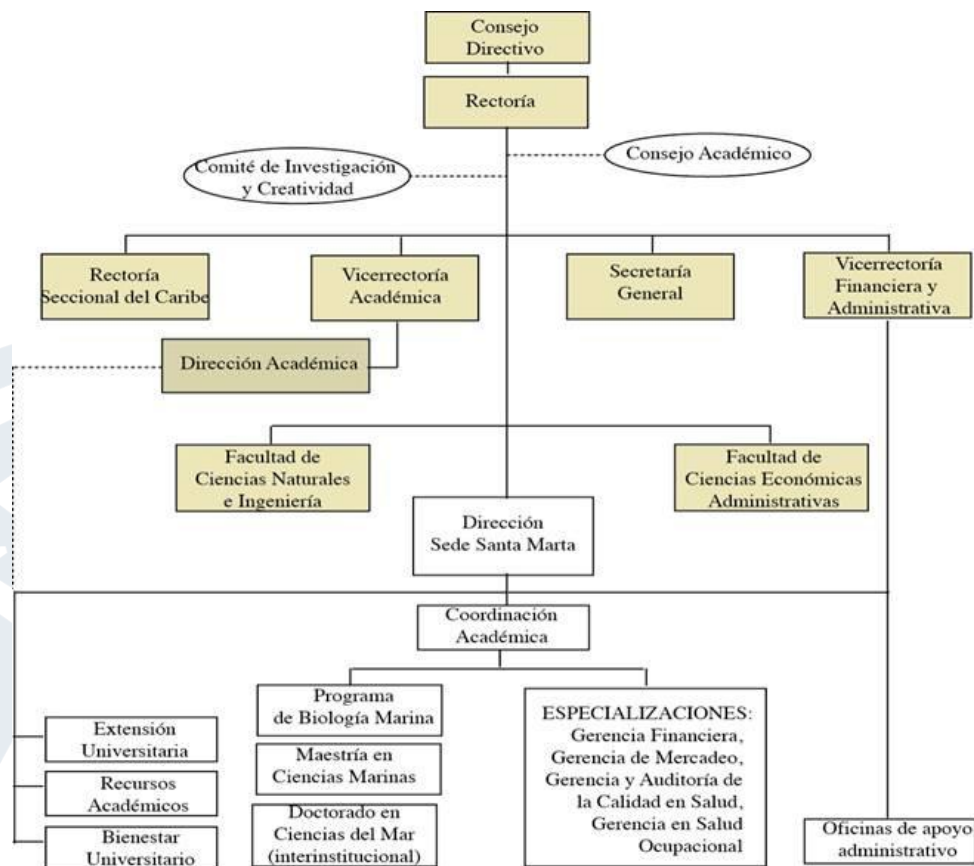 Consejo
Directivo
Rectoría
Consejo Académico
Comité de Investigación
y Creatividad
Rectoría
Seccional del Caribe
Vicerrectoría
Académica
Secretaría
General
Vicerrectoría
Financiera y
Administrativa
Dirección Académica
Facultad de
Ciencias Naturales
e Ingeniería
Facultad de
Ciencias Económicas
Administrativas
Dirección
Sede Santa Marta
Coordinación
Académica
Programa
de Biología Marina
Maestría en
Ciencias Marinas
Doctorado en
Ciencias del Mar
(interinstitucional)
ESPECIALIZACIONES:
Gerencia Financiera,
Gerencia de Mercadeo,
Gerencia y Auditoría de
la Calidad en Salud,
Gerencia en Salud
Ocupacional
Extensión
Universitaria
Recursos
Académicos
Bienestar
Universitario
Oficinas de apoyo
administrativo